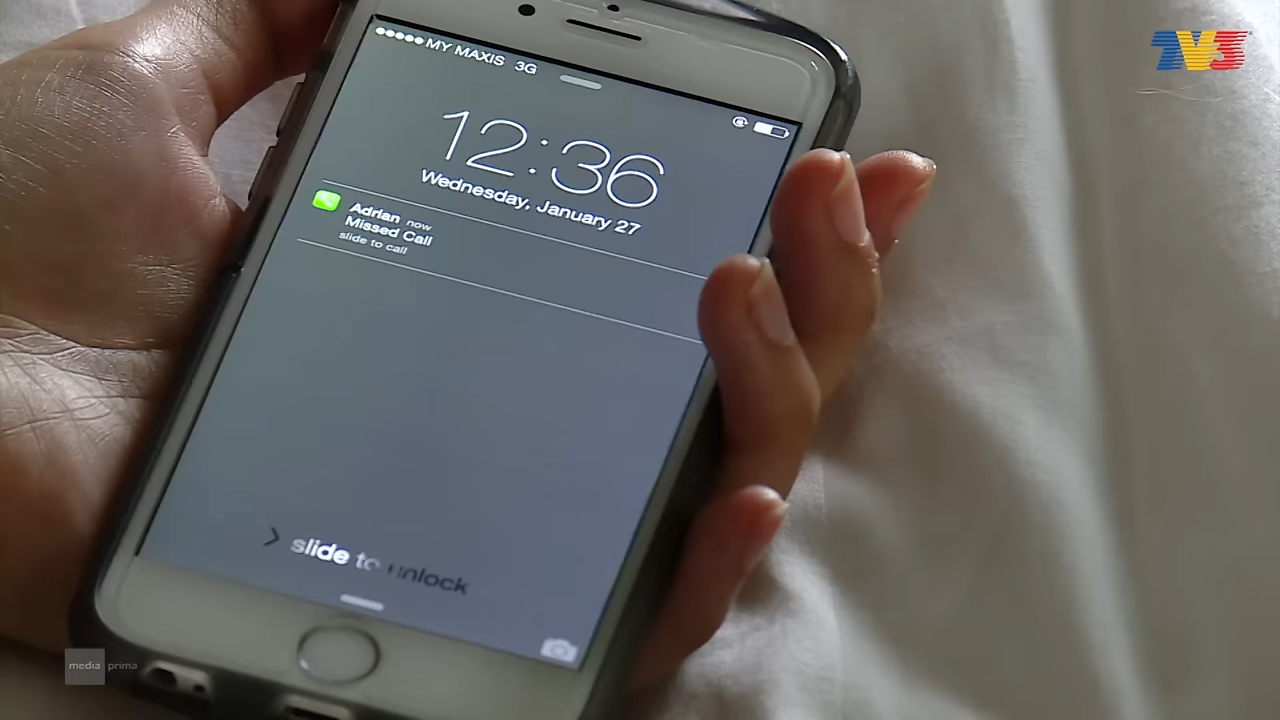 MY MAXIS 3G
TV3
12:36
Wednesday, January 27
Adrian now
Missed Call
slide to call
slide to unlock
media prima